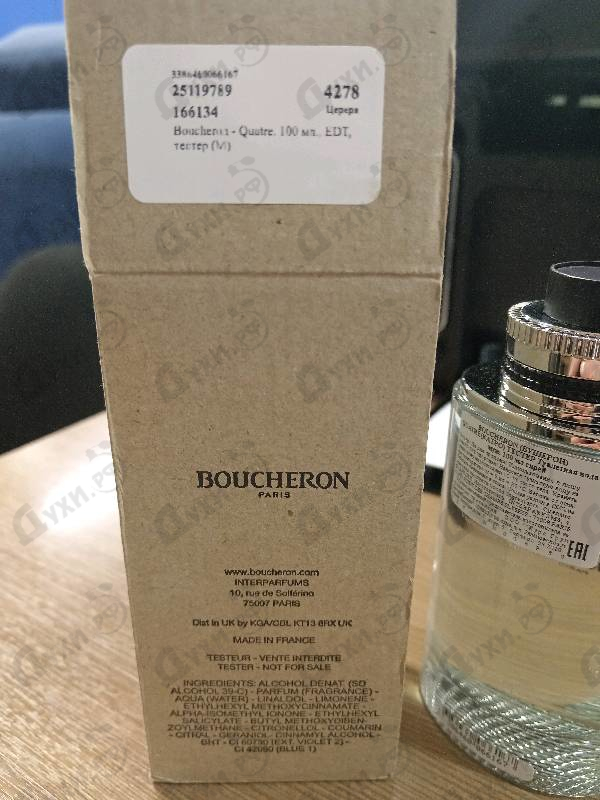 3386460066167
25119789 4278
166134 Церера
Boucheron - Quatre. 100 мл., EDT,
тестер (M)
BOUCHERON
PARIS
www.boucheron.com
INTERPARFUMS
10, rue de Solférino
75007 PARIS
Dist in UK by KGA/GBL KT13 8RX UK
MADE IN FRANCE
TESTEUR - VENTE INTERDITE
TESTER - NOT FOR SALE
INGREDIENTS: ALCOHOL DENAT. (SD
ALCOHOL 39-C) - PARFUM (FRAGRANCE) -
AQUA (WATER) - LINALOOL - LIMONENE -
ETHYLHEXYL METHOXYCINNAMATE -
ALPHA-ISOMETHYL IONONE - ETHYLHEXYL
SALICYLATE - BUTYL METHOXYDIBEN-
ZOYLMETHANE - CITRONELLOL - COUMARIN
- CITRAL - GERANIOL - CINNAMYL ALCOHOL -
BHT - CI 60730 (EXT. VIOLET 2) -
CI 42090 (BLUE 1)
BOUCHERON (БУШЕРОН)
EAC
духи.рф